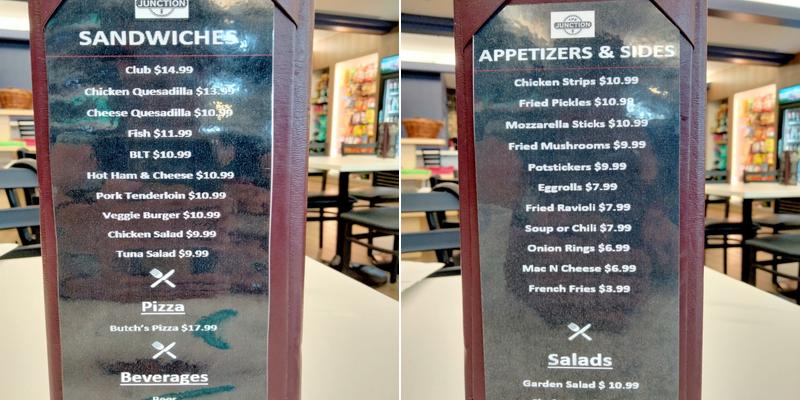 JUNCTION
SANDWICHES
Club $14.99
Chicken Quesadilla $13.99
Cheese Quesadilla $10.99
Fish $11.99
BLT $10.99
Hot Ham & Cheese $10.99
Pork Tenderloin $10.99
Veggie Burger $10.99
Chicken Salad $9.99
Tuna Salad $9.99
Pizza
Butch's Pizza $17.99
Beverages
Beer
JUNCTION
APPETIZERS & SIDES
Chicken Strips $10.99
Fried Pickles $10.99
Mozzarella Sticks $10.99
Fried Mushrooms $9.99
Potstickers $9.99
Eggrolls $7.99
Fried Ravioli $7.99
Soup or Chili $7.99
Onion Rings $6.99
Mac N Cheese $6.99
French Fries $3.99
Salads
Garden Salad $ 10.99